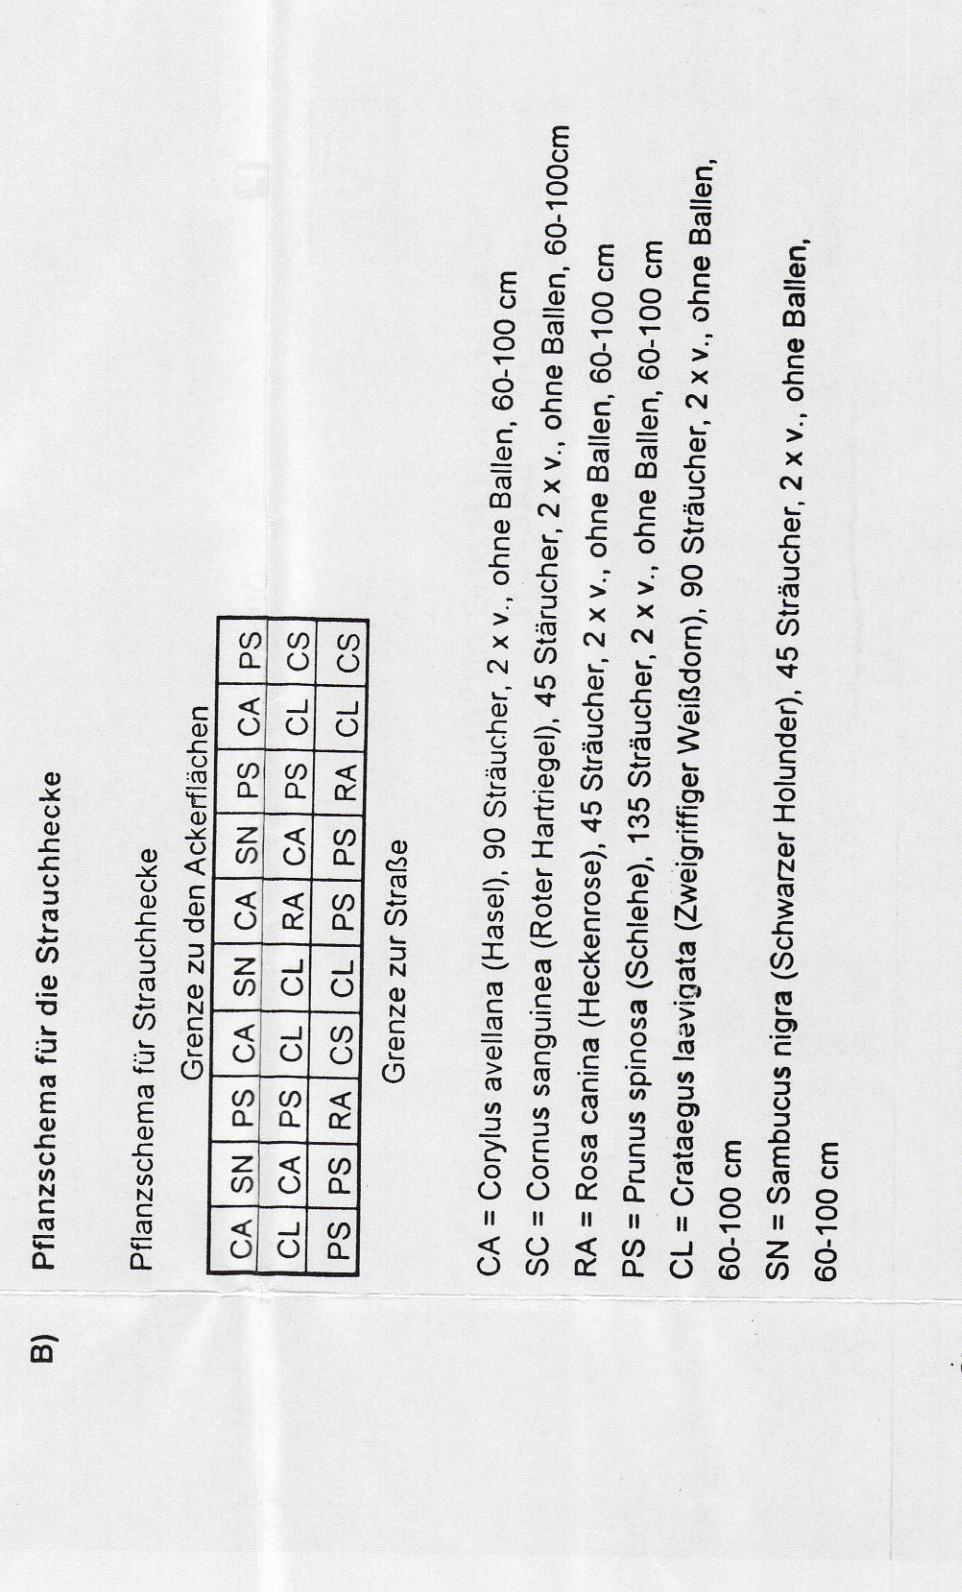 B) Pflanzschema für die Strauchhecke
Pflanzschema für Strauchhecke
Grenze zu den Ackerflächen
CA SN PS CA SN CA SN PS CA PS
CL CA PS CL CL RA CA PS CL CS
PS PS RA CS CL PS PS RA CL CS
Grenze zur Straße
CA = Corylus avellana (Hasel), 90 Sträucher, 2 x v., ohne Ballen, 60-100 cm
SC = Cornus sanguinea (Roter Hartriegel), 45 Stärucher, 2 x v., ohne Ballen, 60-100cm
RA = Rosa canina (Heckenrose), 45 Sträucher, 2 x v., ohne Ballen, 60-100 cm
PS = Prunus spinosa (Schlehe), 135 Sträucher, 2 x v., ohne Ballen, 60-100 cm
CL = Crataegus laevigata (Zweigriffiger Weißdorn), 90 Sträucher, 2 x v., ohne Ballen,
60-100 cm
SN = Sambucus nigra (Schwarzer Holunder), 45 Sträucher, 2 x v., ohne Ballen,
60-100 cm